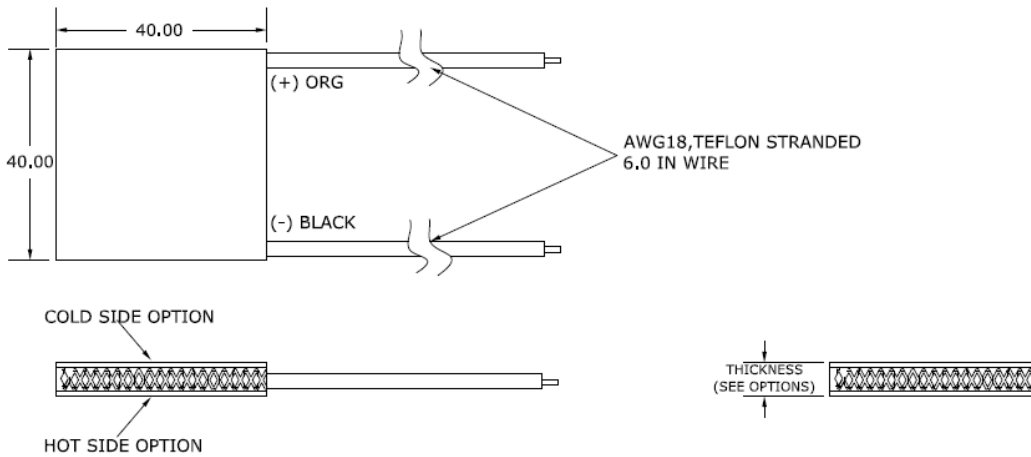 40.00
(+) ORG
40.00
AWG18,TEFLON STRANDED
6.0 IN WIRE
(-) BLACK
COLD SIDE OPTION
THICKNESS
(SEE OPTIONS)
HOT SIDE OPTION